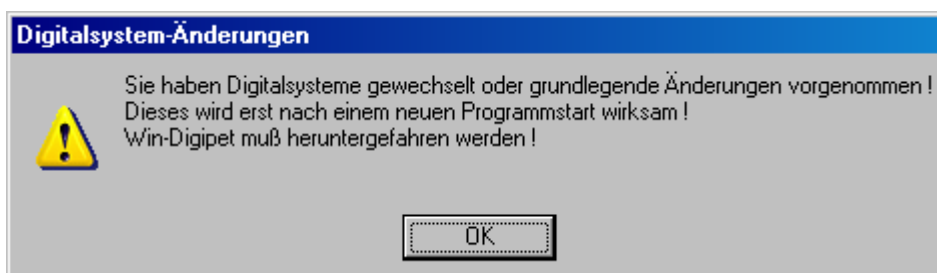 Digitalsystem-Änderungen
Sie haben Digitalsysteme gewechselt oder grundlegende Änderungen vorgenommen !
Dieses wird erst nach einem neuen Programmstart wirksam !
Win-Digipet muß heruntergefahren werden !
OK